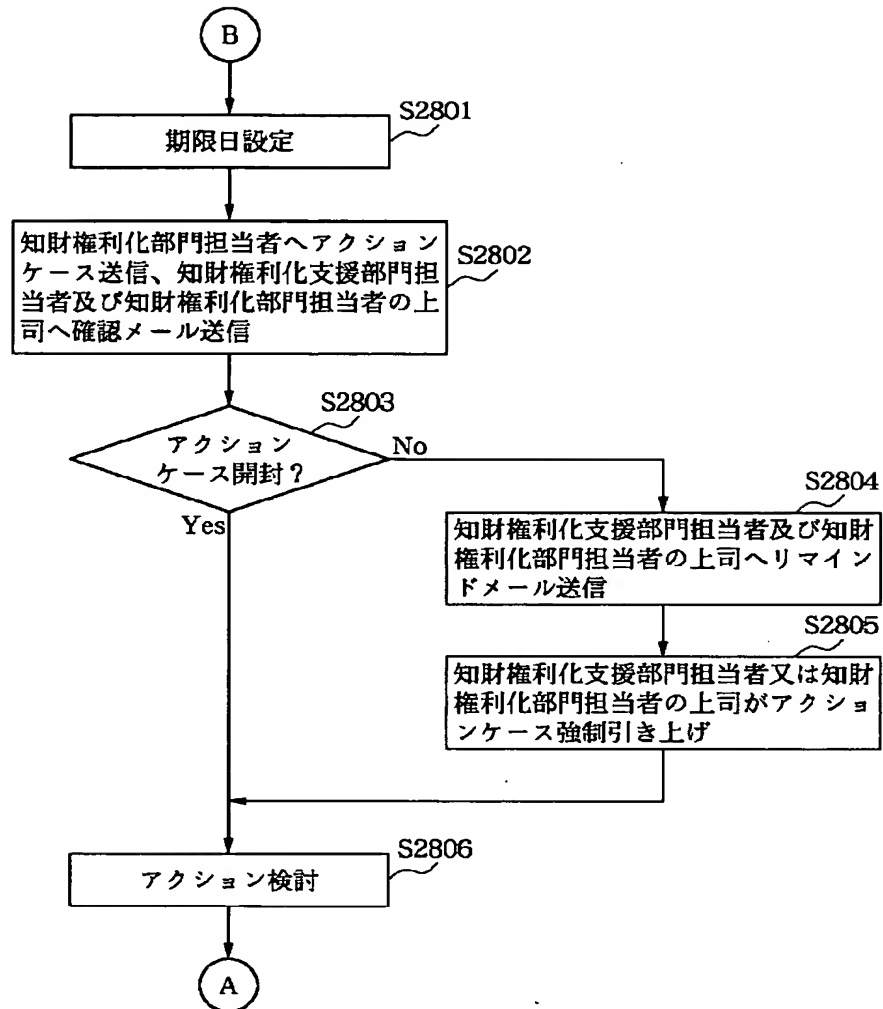 B
S2801
期限日設定
S2802
知財権利化部門担当者へアクション
ケース送信、知財権利化支援部門担
当者及び知財権利化部門担当者の上
司へ確認メール送信
S2803
アクション
ケース開封?
No
Yes
S2804
知財権利化支援部門担当者及び知財
権利化部門担当者の上司へリマイン
ドメール送信
S2805
知財権利化支援部門担当者又は知財
権利化部門担当者の上司がアクショ
ンケース強制引き上げ
S2806
アクション検討
A